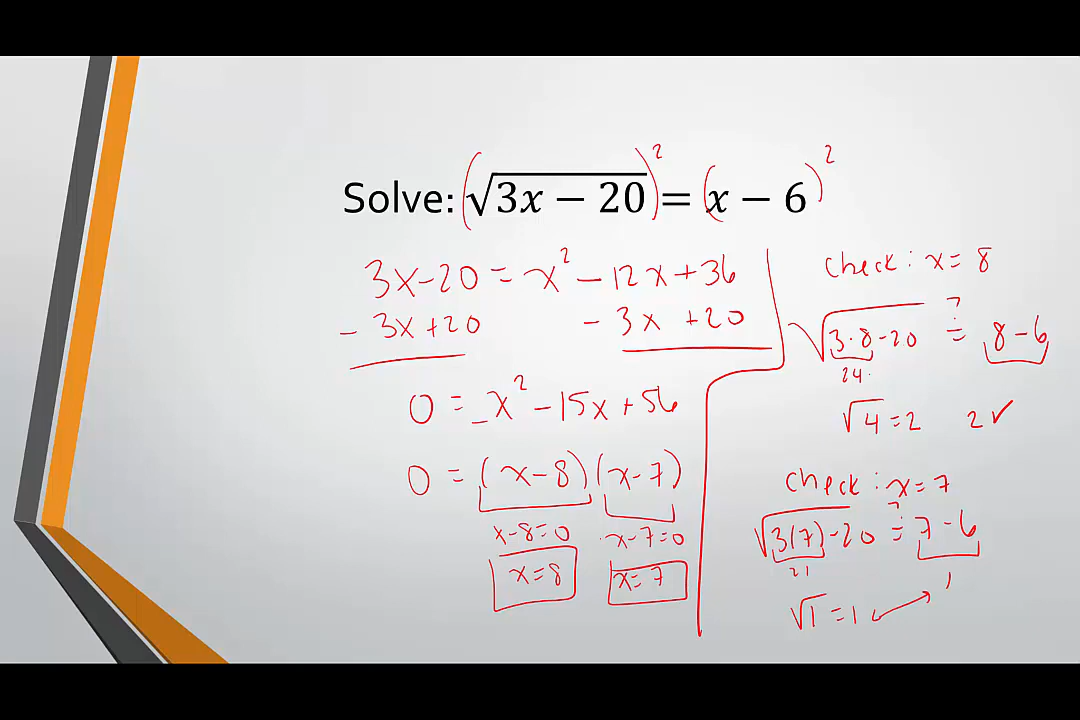 Solve: (√3x − 20)² = (x − 6)²
3x-20 = x² - 12x + 36
- 3x + 20 - 3x + 20
0 = x² - 15x + 56
0 = (x-8)(x-7)
x-8=0 x-7=0
x=8 x=7
Check: x = 8
√3·8-20 ≟ 8-6
24
√4 = 2 2 ✓
Check: x = 7
√3(7)-20 ≟ 7-6
21
√1 = 1 1